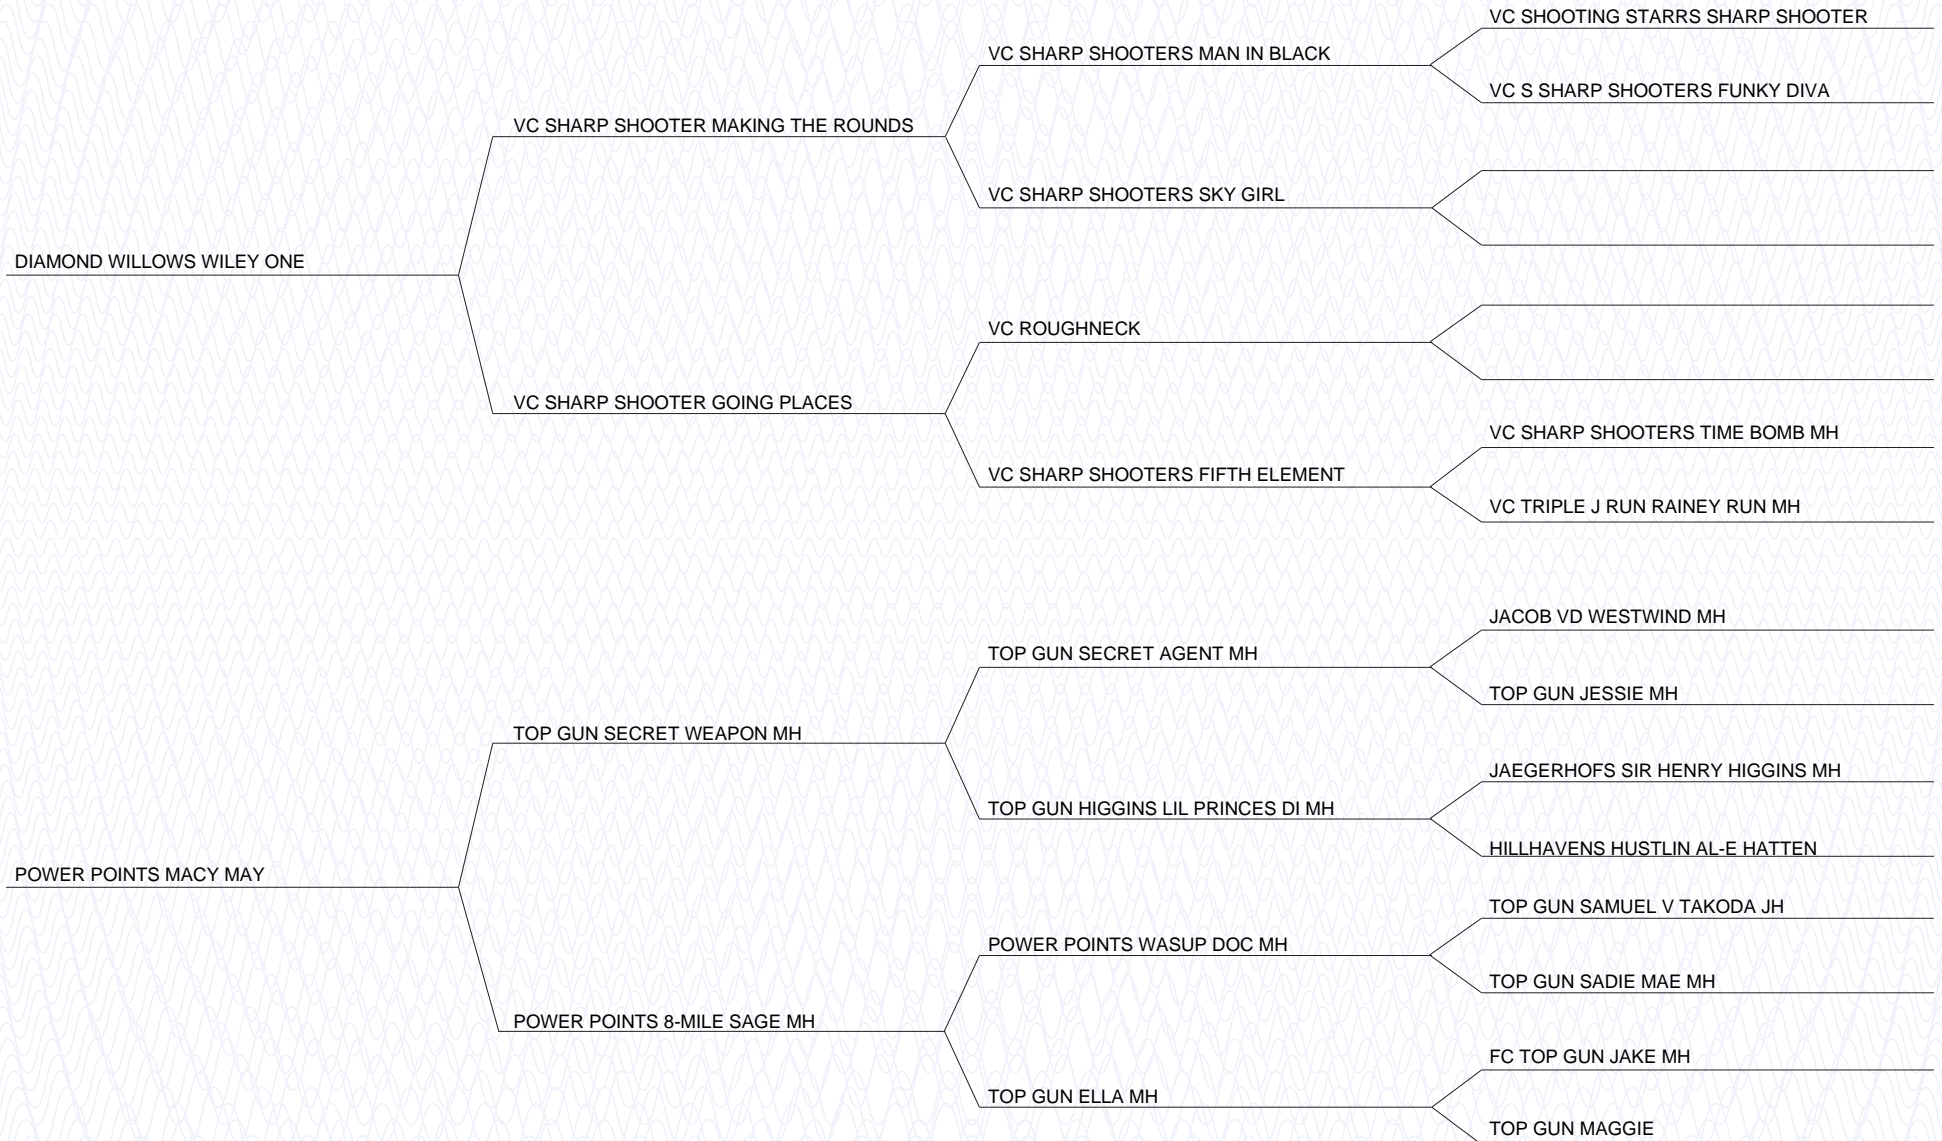 VC SHOOTING STARRS SHARP SHOOTER
VC SHARP SHOOTERS MAN IN BLACK
VC S SHARP SHOOTERS FUNKY DIVA
VC SHARP SHOOTER MAKING THE ROUNDS
VC SHARP SHOOTERS SKY GIRL
DIAMOND WILLOWS WILEY ONE
VC ROUGHNECK
VC SHARP SHOOTER GOING PLACES
VC SHARP SHOOTERS TIME BOMB MH
VC SHARP SHOOTERS FIFTH ELEMENT
VC TRIPLE J RUN RAINEY RUN MH
JACOB VD WESTWIND MH
TOP GUN SECRET AGENT MH
TOP GUN JESSIE MH
TOP GUN SECRET WEAPON MH
JAEGERHOFS SIR HENRY HIGGINS MH
TOP GUN HIGGINS LIL PRINCES DI MH
HILLHAVENS HUSTLIN AL-E HATTEN
POWER POINTS MACY MAY
TOP GUN SAMUEL V TAKODA JH
POWER POINTS WASUP DOC MH
TOP GUN SADIE MAE MH
POWER POINTS 8-MILE SAGE MH
FC TOP GUN JAKE MH
TOP GUN ELLA MH
TOP GUN MAGGIE